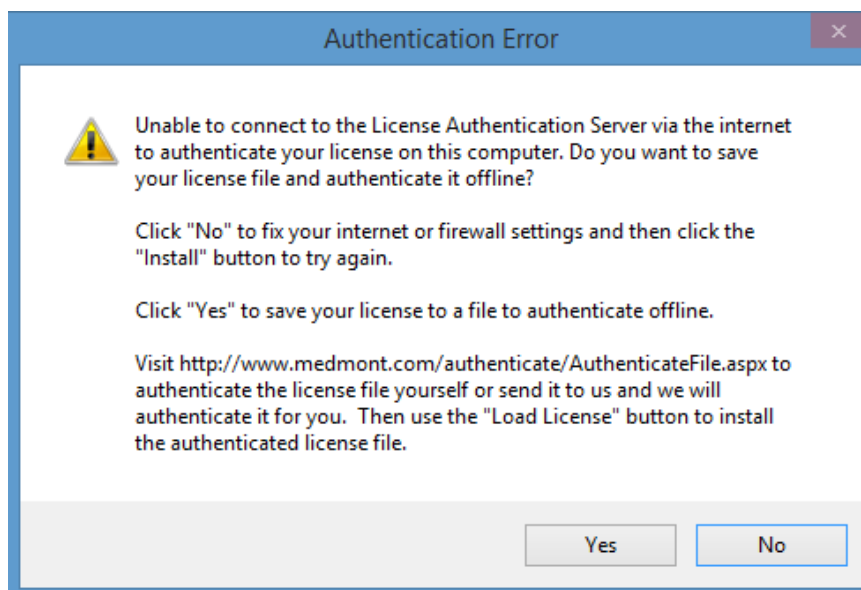 Authentication Error
Unable to connect to the License Authentication Server via the internet
to authenticate your license on this computer. Do you want to save
your license file and authenticate it offline?
Click "No" to fix your internet or firewall settings and then click the
"Install" button to try again.
Click "Yes" to save your license to a file to authenticate offline.
Visit http://www.medmont.com/authenticate/AuthenticateFile.aspx to
authenticate the license file yourself or send it to us and we will
authenticate it for you.  Then use the "Load License" button to install
the authenticated license file.
Yes
No